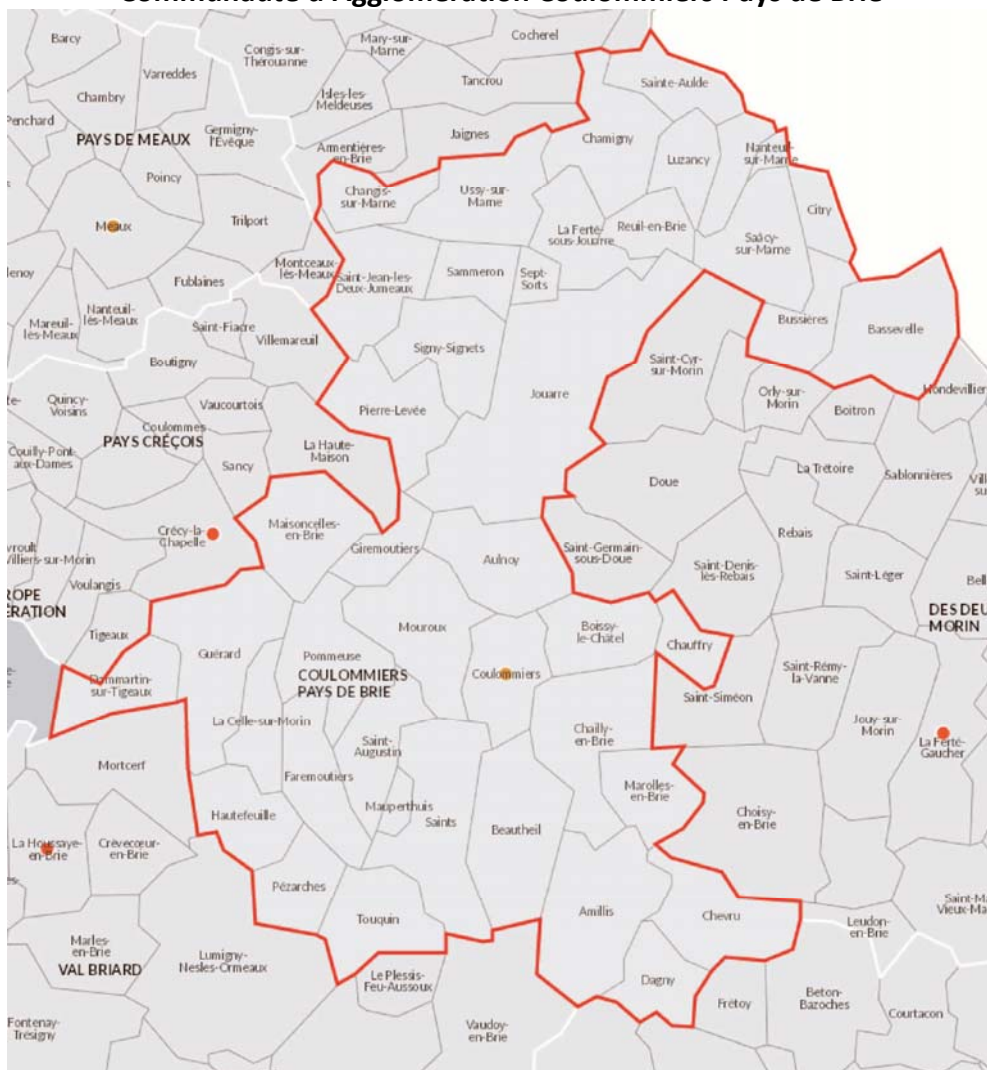 Communauté d'Agglomération Coulommiers Pays de Brie
Barcy
Varreddes
Congis-sur-
Thérouanne
Mary-sur-
Marne
Cocherel
Chambry
Isles-les-
Meldeuses
Tancrou
Sainte-Aulde
Penchard
PAYS DE MEAUX
Germigny-
l'Évêque
Armentières-
en-Brie
Jaignes
Chamigny
Luzancy
Nanteuil-
sur-Marne
Poincy
Changis-
sur-Marne
Ussy-sur-
Marne
Citry
Meaux
Trilport
La Ferté-
sous-Jouarre
Reuil-en-Brie
Saâcy-
sur-Marne
Montceaux-
lès-Meaux
Saint-Jean-les-
Deux-Jumeaux
Sammeron
Sept-
Sorts
Fublaines
Nanteuil-
lès-Meaux
Mareuil-
lès-Meaux
Saint-Fiacre
Villemareuil
Bussières
Bassevelle
Signy-Signets
Boutigny
Saint-Cyr-
sur-Morin
Jouarre
Orly-sur-
Morin
Boitron
Quincy-
Voisins
Vaucourtois
Pierre-Levée
Coulommes
PAYS CRÉÇOIS
Couilly-Pont-
aux-Dames
Sancy
La Haute-
Maison
Doue
La Trétoire
Sablonnières
Crécy-la-
Chapelle
Maisoncelles-
en-Brie
Giremoutiers
Aulnoy
Saint-Germain-
sous-Doue
Rebais
Villiers-sur-Morin
Voulangis
Saint-Denis-
lès-Rebais
Saint-Léger
Tigeaux
Mouroux
Boissy-
le-Châtel
Chauffry
MORIN
Guérard
Pommeuse
COULOMMIERS
PAYS DE BRIE
Coulommiers
Saint-Rémy-
la-Vanne
Dammartin-
sur-Tigeaux
Saint-Siméon
La Celle-sur-Morin
Saint-
Augustin
Chailly-
en-Brie
Jouy-sur-
Morin
La Ferté-
Gaucher
Mortcerf
Faremoutiers
Marolles-
en-Brie
Hautefeuille
Mauperthuis
Saints
Beautheil
Choisy-
en-Brie
La Houssaye-
en-Brie
Crèvecœur-
en-Brie
Pézarches
Touquin
Amillis
Chevru
Leudon-
en-Brie
Marles-
en-Brie
VAL BRIARD
Lumigny-
Nesles-Ormeaux
Le Plessis-
Feu-Aussoux
Dagny
Frétoy
Beton-
Bazoches
Courtacon
Fontenay-
Trésigny
Vaudoy-
en-Brie